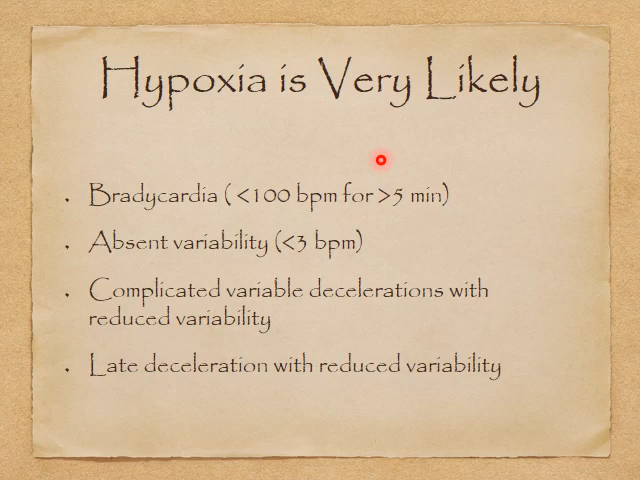 Hypoxia is Very Likely
• Bradycardia ( <100 bpm for >5 min)
• Absent variability (<3 bpm)
• Complicated variable decelerations with
reduced variability
• Late deceleration with reduced variability